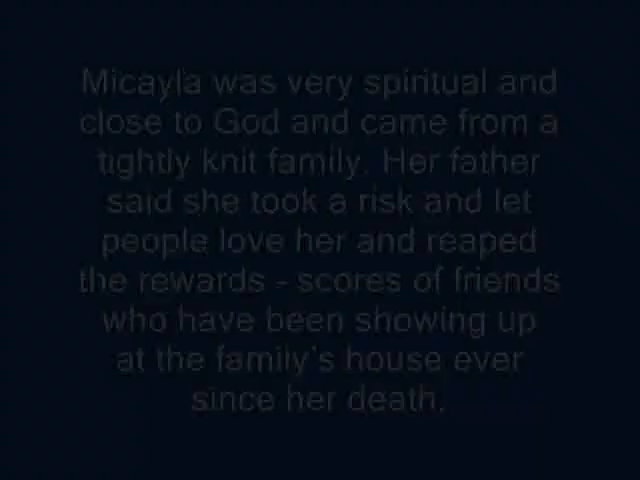 Micayla was very spiritual and
close to God and came from a
tightly knit family. Her father
said she took a risk and let
people love her and reaped
the rewards - scores of friends
who have been showing up
at the family's house ever
since her death.